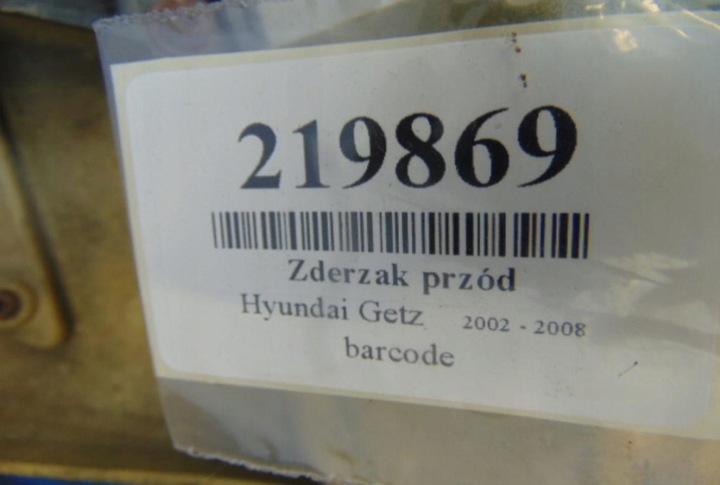 219869
Zderzak przód
Hyundai Getz 2002 - 2008
barcode